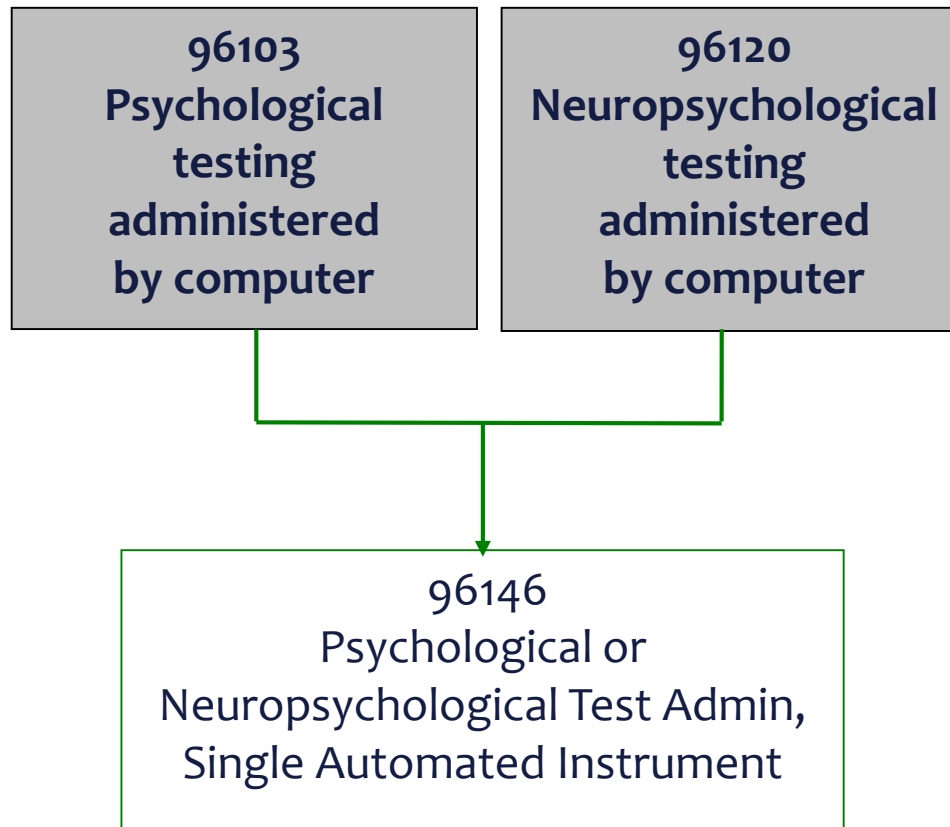 96103
Psychological
testing
administered
by computer
96120
Neuropsychological
testing
administered
by computer
96146
Psychological or
Neuropsychological Test Admin,
Single Automated Instrument